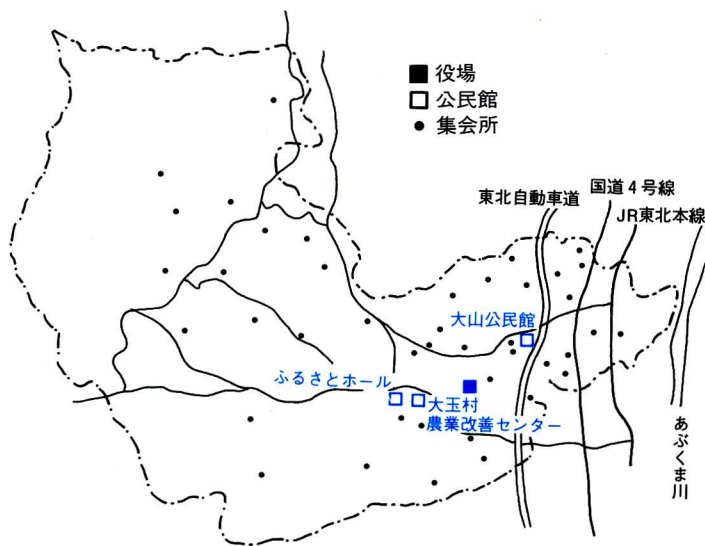 役場
公民館
集会所
東北自動車道
国道4号線
JR東北本線
大山公民館
ふるさとホール
大玉村
農業改善センター
あぶくま川